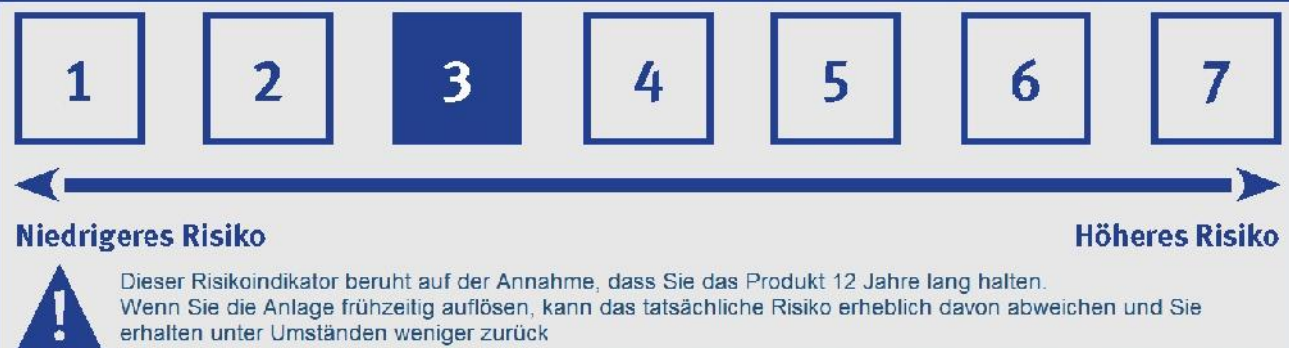 1 2 3 4 5 6 7
Niedrigeres Risiko Höheres Risiko
!
Dieser Risikoindikator beruht auf der Annahme, dass Sie das Produkt 12 Jahre lang halten.
Wenn Sie die Anlage frühzeitig auflösen, kann das tatsächliche Risiko erheblich davon abweichen und Sie
erhalten unter Umständen weniger zurück